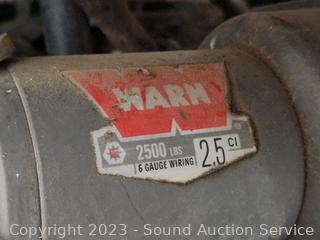 WARN
2500 LBS
6 GAUGE WIRING
2,5 CI
Copyright 2023 - Sound Auction Service